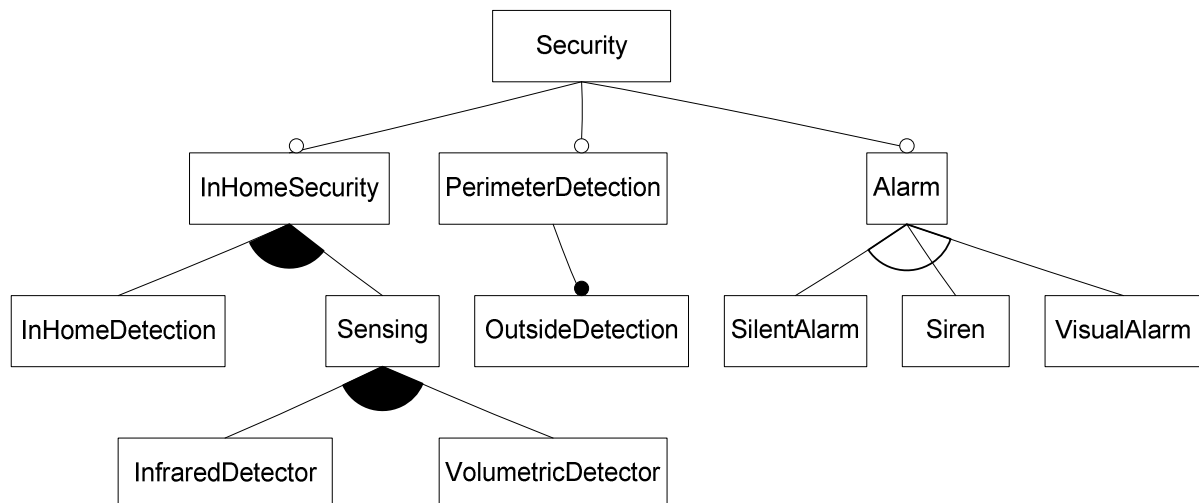 Security
InHomeSecurity
PerimeterDetection
Alarm
InHomeDetection
Sensing
OutsideDetection
SilentAlarm
Siren
VisualAlarm
InfraredDetector
VolumetricDetector